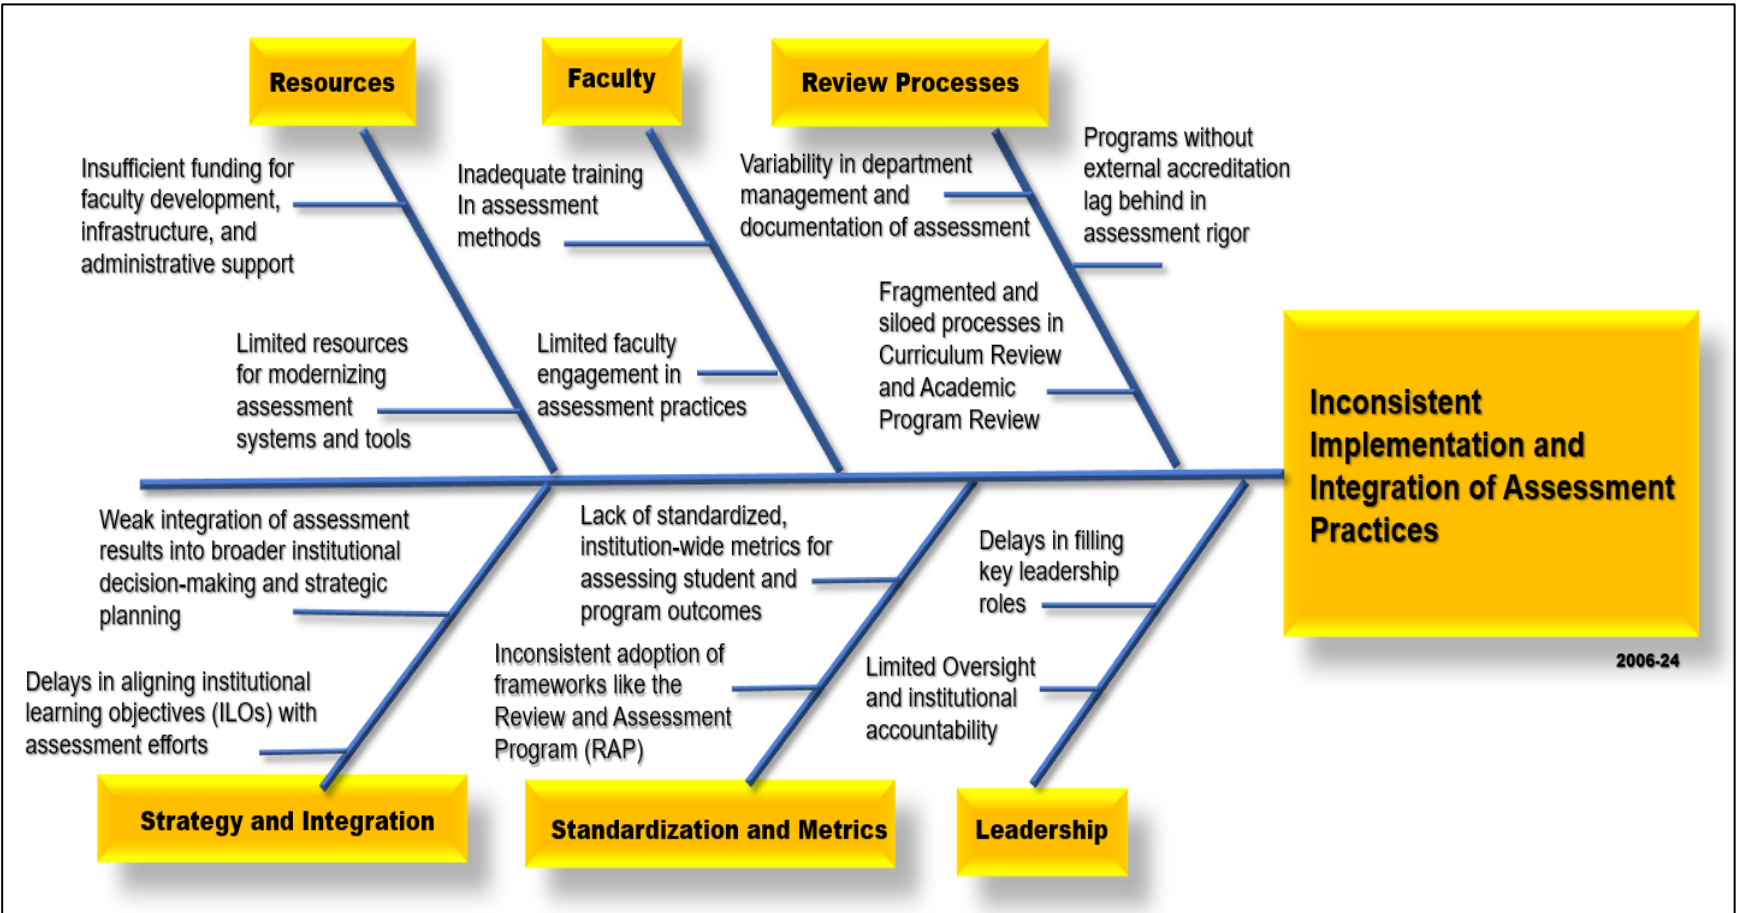 Resources
Faculty
Review Processes
Insufficient funding for
faculty development,
infrastructure, and
administrative support
Limited resources
for modernizing
assessment
systems and tools
Inadequate training
In assessment
methods
Limited faculty
engagement in
assessment practices
Variability in department
management and
documentation of assessment
Programs without
external accreditation
lag behind in
assessment rigor
Fragmented and
siloed processes in
Curriculum Review
and Academic
Program Review
Inconsistent
Implementation and
Integration of Assessment
Practices
2006-24
Weak integration of assessment
results into broader institutional
decision-making and strategic
planning
Delays in aligning institutional
learning objectives (ILOs) with
assessment efforts
Lack of standardized,
institution-wide metrics for
assessing student and
program outcomes
Inconsistent adoption of
frameworks like the
Review and Assessment
Program (RAP)
Delays in filling
key leadership
roles
Limited Oversight
and institutional
accountability
Strategy and Integration
Standardization and Metrics
Leadership